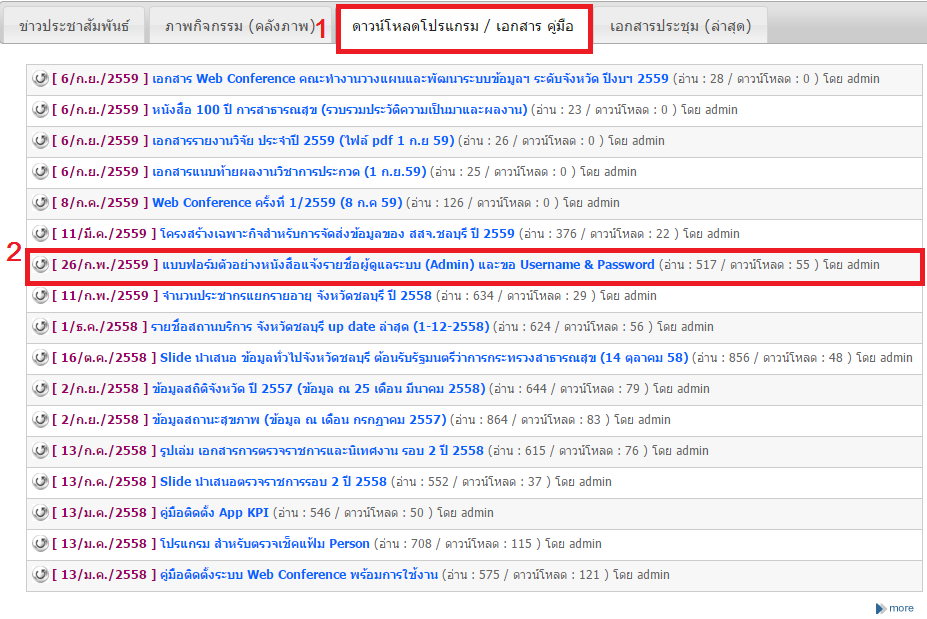 ข่าวประชาสัมพันธ์ ภาพกิจกรรม (คลังภาพ) 1 ดาวน์โหลดโปรแกรม / เอกสาร คู่มือ เอกสารประชุม (ล่าสุด)
[ 6/ก.ย./2559 ] เอกสาร Web Conference คณะทำงานวางแผนและพัฒนาระบบข้อมูลฯ ระดับจังหวัด ปีงบฯ 2559 (อ่าน : 28 / ดาวน์โหลด : 0 ) โดย admin
[ 6/ก.ย./2559 ] หนังสือ 100 ปี การสาธารณสุข (รวบรวมประวัติความเป็นมาและผลงาน) (อ่าน : 23 / ดาวน์โหลด : 0 ) โดย admin
[ 6/ก.ย./2559 ] เอกสารรายงานวิจัย ประจำปี 2559 (ไฟล์ pdf 1 ก.ย 59) (อ่าน : 26 / ดาวน์โหลด : 0 ) โดย admin
[ 6/ก.ย./2559 ] เอกสารแนบท้ายผลงานวิชาการประกวด (1 ก.ย.59) (อ่าน : 25 / ดาวน์โหลด : 0 ) โดย admin
[ 8/ก.ค./2559 ] Web Conference ครั้งที่ 1/2559 (8 ก.ค 59) (อ่าน : 126 / ดาวน์โหลด : 0 ) โดย admin
[ 11/มี.ค./2559 ] โครงสร้างเฉพาะกิจสำหรับการจัดส่งข้อมูลของ สสจ.ชลบุรี ปี 2559 (อ่าน : 376 / ดาวน์โหลด : 22 ) โดย admin
2 [ 26/ก.พ./2559 ] แบบฟอร์มตัวอย่างหนังสือแจ้งรายชื่อผู้ดูแลระบบ (Admin) และขอ Username & Password (อ่าน : 517 / ดาวน์โหลด : 55 ) โดย admin
[ 11/ก.พ./2559 ] จำนวนประชากรแยกรายอายุ จังหวัดชลบุรี ปี 2558 (อ่าน : 634 / ดาวน์โหลด : 29 ) โดย admin
[ 1/ธ.ค./2558 ] รายชื่อสถานบริการ จังหวัดชลบุรี up date ล่าสุด (1-12-2558) (อ่าน : 624 / ดาวน์โหลด : 56 ) โดย admin
[ 16/ต.ค./2558 ] Slide นำเสนอ ข้อมูลทั่วไปจังหวัดชลบุรี ต้อนรับรัฐมนตรีว่าการกระทรวงสาธารณสุข (14 ตุลาคม 58) (อ่าน : 856 / ดาวน์โหลด : 48 ) โดย admin
[ 2/ก.ย./2558 ] ข้อมูลสถิติจังหวัด ปี 2557 (ข้อมูล ณ 25 เดือน มีนาคม 2558) (อ่าน : 644 / ดาวน์โหลด : 79 ) โดย admin
[ 2/ก.ย./2558 ] ข้อมูลสถานะสุขภาพ (ข้อมูล ณ เดือน กรกฎาคม 2557) (อ่าน : 864 / ดาวน์โหลด : 83 ) โดย admin
[ 13/ก.ค./2558 ] รูปเล่ม เอกสารการตรวจราชการและนิเทศงาน รอบ 2 ปี 2558 (อ่าน : 615 / ดาวน์โหลด : 76 ) โดย admin
[ 13/ก.ค./2558 ] Slide นำเสนอตรวจราชการรอบ 2 ปี 2558 (อ่าน : 552 / ดาวน์โหลด : 37 ) โดย admin
[ 13/ม.ค./2558 ] คู่มือติดตั้ง App KPI (อ่าน : 546 / ดาวน์โหลด : 50 ) โดย admin
[ 13/ม.ค./2558 ] โปรแกรม สำหรับตรวจเช็คแฟ้ม Person (อ่าน : 708 / ดาวน์โหลด : 115 ) โดย admin
[ 13/ม.ค./2558 ] คู่มือติดตั้งระบบ Web Conference พร้อมการใช้งาน (อ่าน : 575 / ดาวน์โหลด : 121 ) โดย admin
more